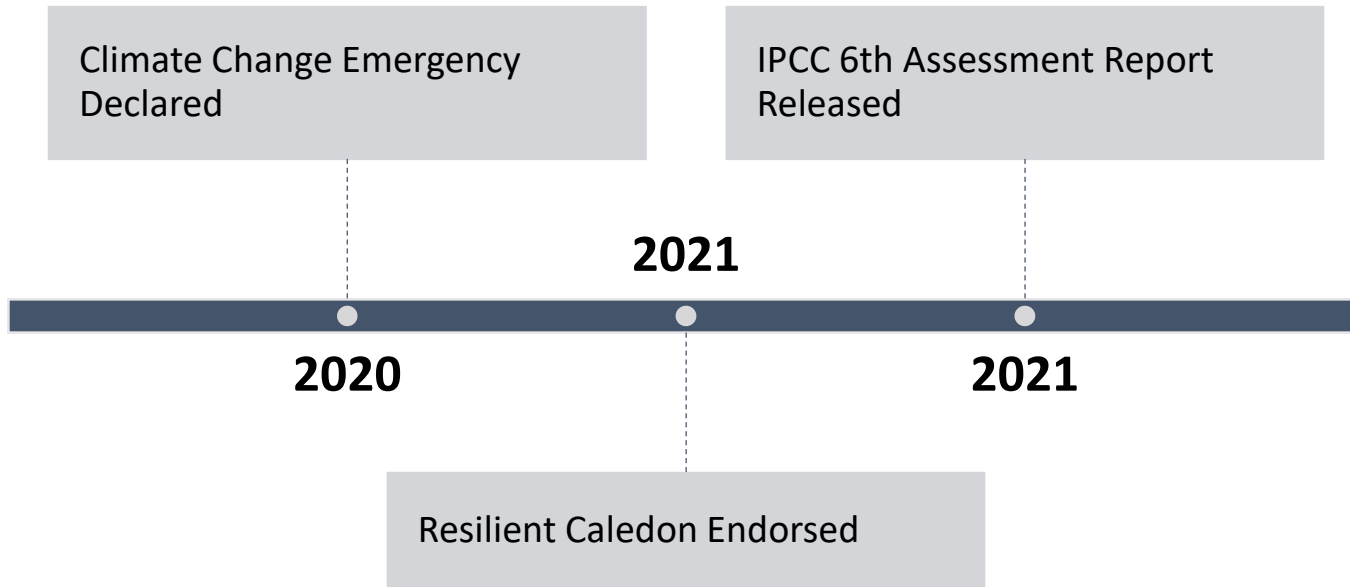 Climate Change Emergency
Declared
IPCC 6th Assessment Report
Released
2021
2020
2021
Resilient Caledon Endorsed